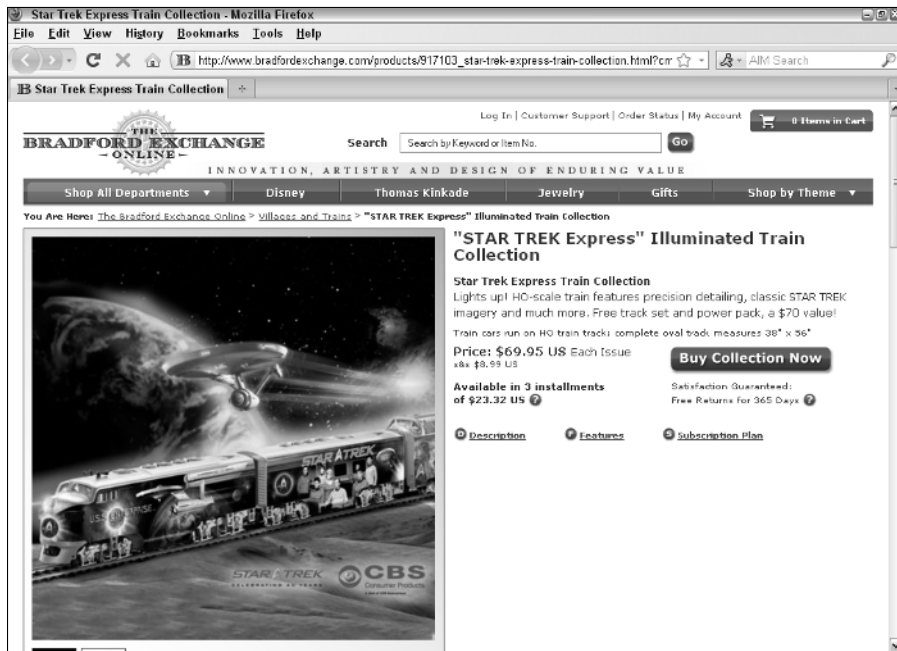 Star Trek Express Train Collection - Mozilla Firefox
File Edit View History Bookmarks Tools Help
http://www.bradfordexchange.com/products/917103_star-trek-express-train-collection.html?cr
AIM Search
B Star Trek Express Train Collection
Log In | Customer Support | Order Status | My Account
0 Items in Cart
THE
BRADFORD EXCHANGE
- ONLINE -
Search Search by Keyword or Item No. Go
INNOVATION, ARTISTRY AND DESIGN OF ENDURING VALUE
Shop All Departments Disney Thomas Kinkade Jewelry Gifts Shop by Theme
You Are Here: The Bradford Exchange Online > Villages and Trains > "STAR TREK Express" Illuminated Train Collection
"STAR TREK Express" Illuminated Train
Collection
Star Trek Express Train Collection
Lights up! HO-scale train features precision detailing, classic STAR TREK
imagery and much more. Free track set and power pack, a $70 value!
Train cars run on HO train track; complete oval track measures 38" x 56"
Price: $69.95 US Each Issue
s&s $8.99 US
Buy Collection Now
Available in 3 installments
of $23.32 US ?
Satisfaction Guaranteed:
Free Returns for 365 Days ?
D Description F Features S Subscription Plan
STAR TREK
U.S.S. ENTERPRISE
STAR TREK
CBS
Consumer Products